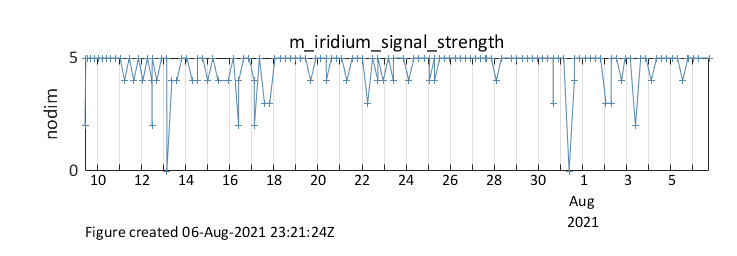 m_iridium_signal_strength
5
nodim
0
10 12 14 16 18 20 22 24 26 28 30 1 3 5
Aug
2021
Figure created 06-Aug-2021 23:21:24Z